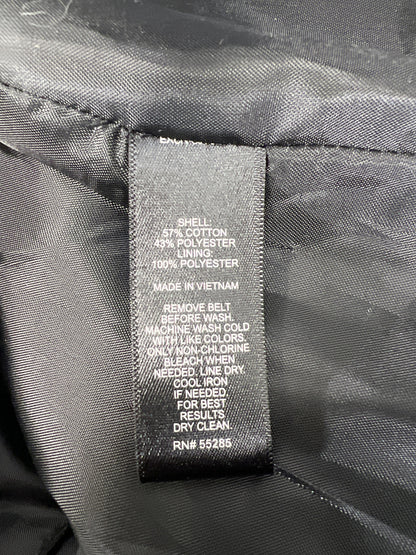 SHELL:
57% COTTON
43% POLYESTER
LINING:
100% POLYESTER
MADE IN VIETNAM
REMOVE BELT
BEFORE WASH.
MACHINE WASH COLD
WITH LIKE COLORS.
ONLY NON-CHLORINE
BLEACH WHEN
NEEDED. LINE DRY.
COOL IRON
IF NEEDED.
FOR BEST
RESULTS
DRY CLEAN.
RN# 55285